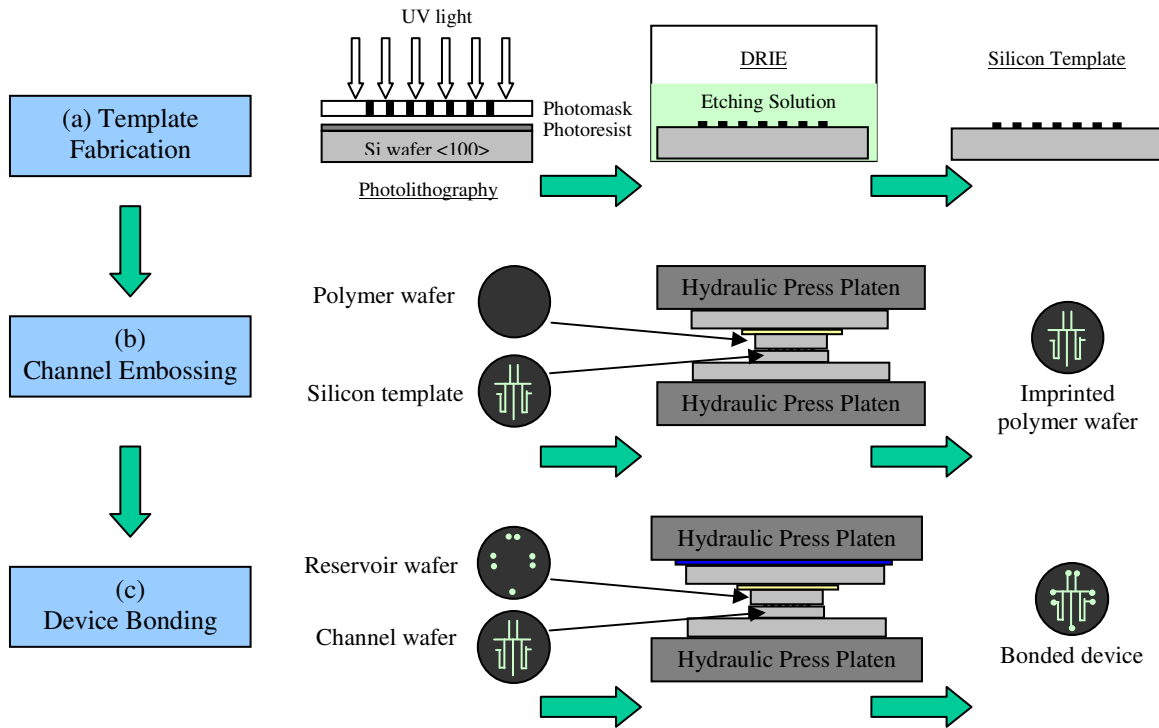 UV light
(a) Template
Fabrication
Photomask
Photoresist
Si wafer <100>
Photolithography
DRIE
Etching Solution
Silicon Template
(b)
Channel Embossing
Polymer wafer
Silicon template
Hydraulic Press Platen
Hydraulic Press Platen
Imprinted
polymer wafer
(c)
Device Bonding
Reservoir wafer
Channel wafer
Hydraulic Press Platen
Hydraulic Press Platen
Bonded device